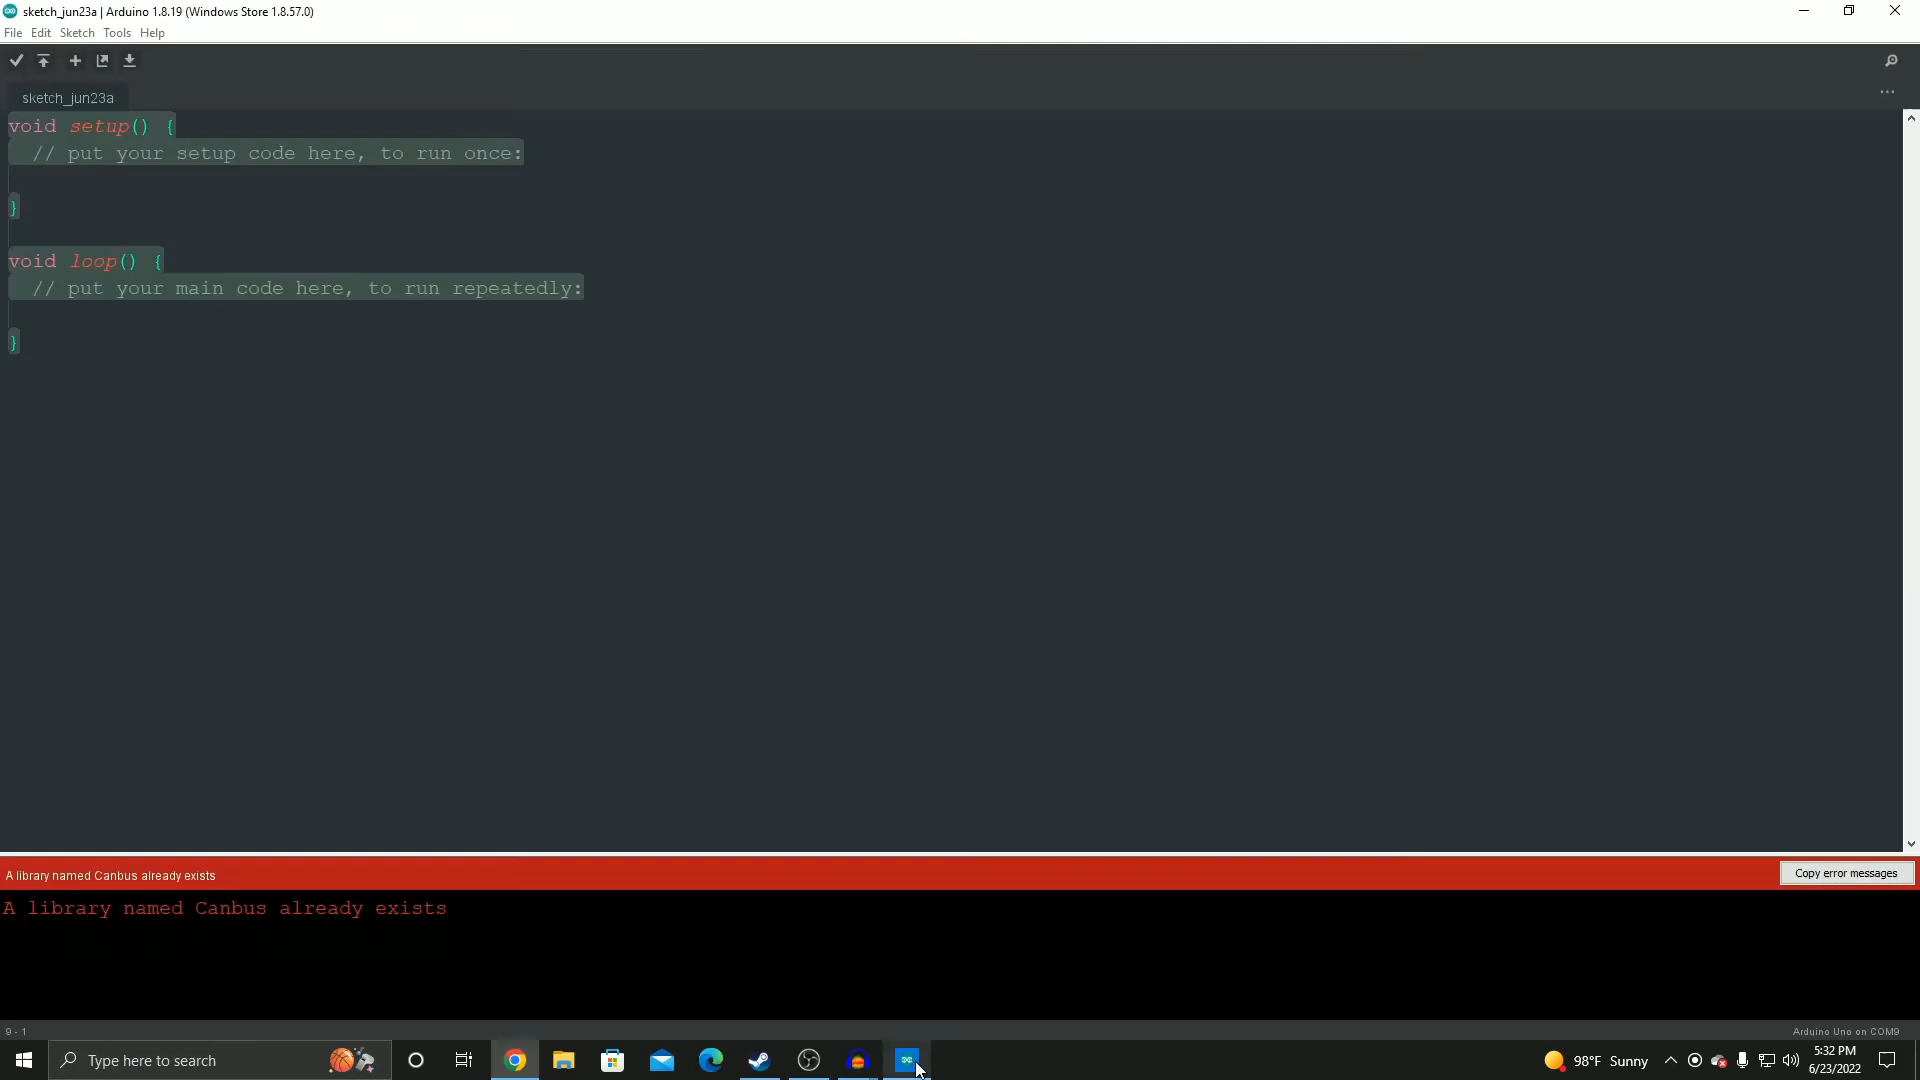 sketch_jun23a | Arduino 1.8.19 (Windows Store 1.8.57.0)
File Edit Sketch Tools Help
sketch_jun23a
void setup() {
// put your setup code here, to run once:
}
void loop() {
// put your main code here, to run repeatedly:
}
A library named Canbus already exists
Copy error messages
A library named Canbus already exists
9 - 1
Arduino Uno on COM9
Type here to search
98°F Sunny
5:32 PM
6/23/2022